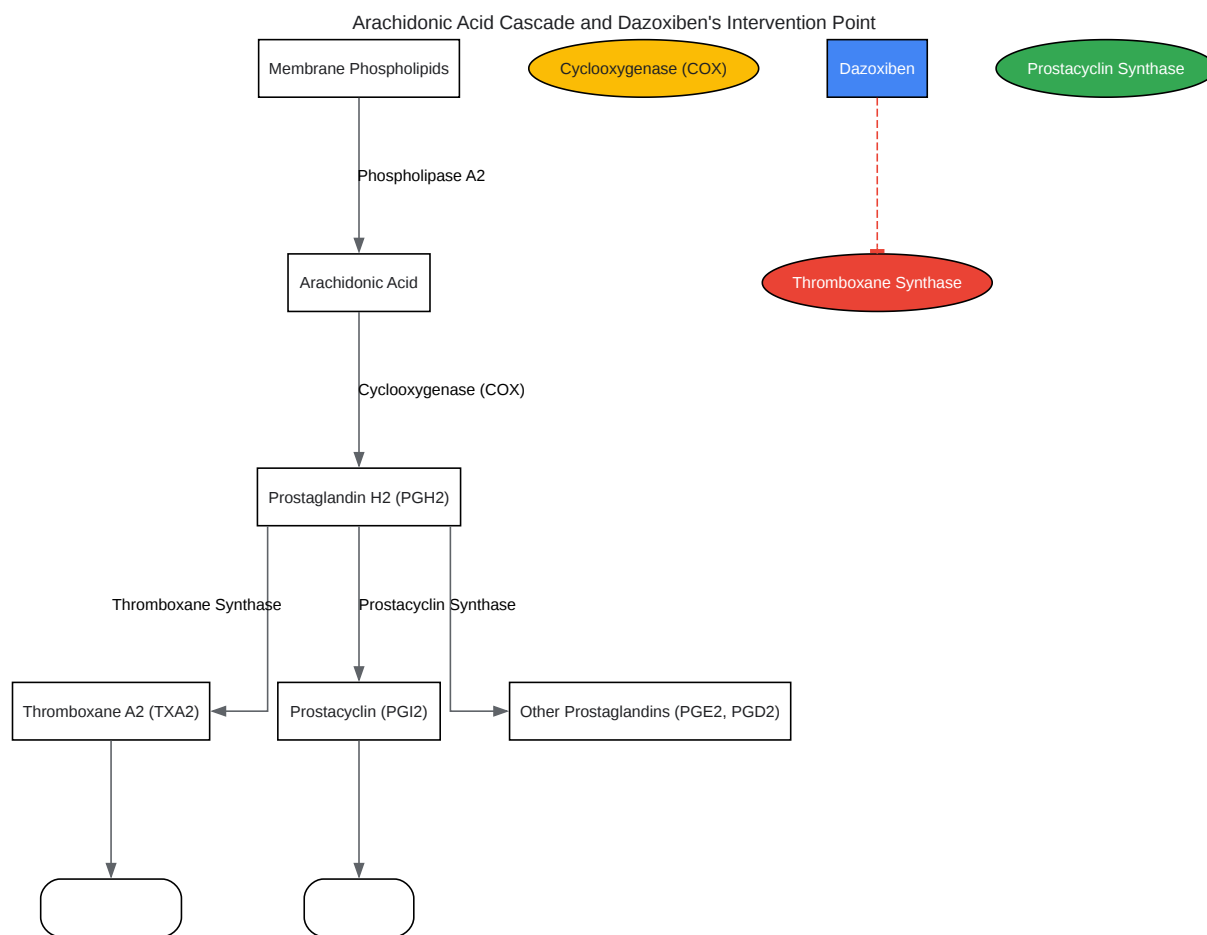 Arachidonic Acid Cascade and Dazoxiben's Intervention Point
Membrane Phospholipids
Cyclooxygenase (COX)
Dazoxiben
Prostacyclin Synthase
Phospholipase A2
Arachidonic Acid
Thromboxane Synthase
Cyclooxygenase (COX)
Prostaglandin H2 (PGH2)
Thromboxane Synthase
Prostacyclin Synthase
Thromboxane A2 (TXA2)
Prostacyclin (PGI2)
Other Prostaglandins (PGE2, PGD2)